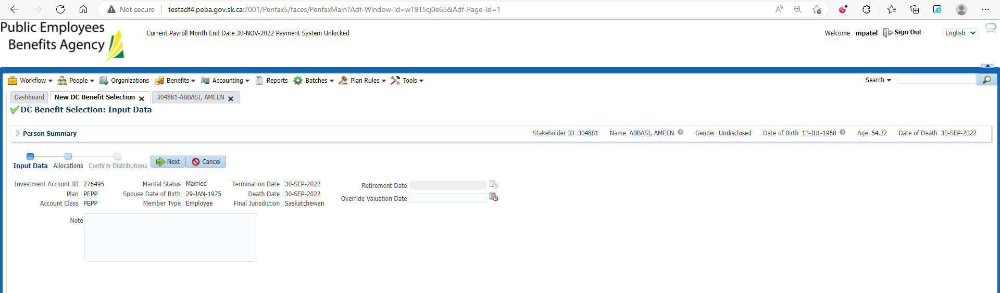 Not secure testadf4.peba.gov.sk.ca:7001/Penfax5/faces/PenfaxMain?Adf-Window-Id=w1915cj0e65&Adf-Page-Id=1
Public Employees
Benefits Agency
Current Payroll Month End Date 30-NOV-2022 Payment System Unlocked
Welcome mpatel Sign Out English
Workflow People Organizations Benefits Accounting Reports Batches Plan Rules Tools Search
Dashboard New DC Benefit Selection 304881-ABBASI, AMEEN
DC Benefit Selection: Input Data
Person Summary Stakeholder ID 304881 Name ABBASI, AMEEN Gender Undisclosed Date of Birth 13-JUL-1968 Age 54.22 Date of Death 30-SEP-2022
Input Data Allocations Confirm Distributions Next Cancel
Investment Account ID 276495 Marital Status Married Termination Date 30-SEP-2022 Retirement Date
Plan PEPP Spouse Date of Birth 29-JAN-1975 Death Date 30-SEP-2022 Override Valuation Date
Account Class PEPP Member Type Employee Final Jurisdiction Saskatchewan
Note